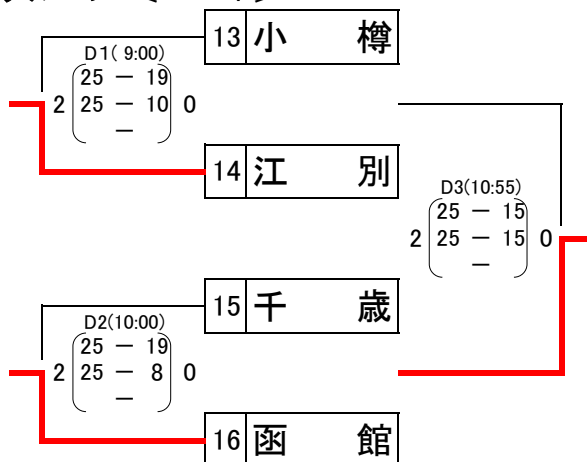 13 小 樽
D1( 9:00)
25 － 19
2 25 － 10 0
－
14 江 別
D3(10:55)
25 － 15
2 25 － 15 0
－
15 千 歳
D2(10:00)
25 － 19
2 25 － 8 0
－
16 函 館